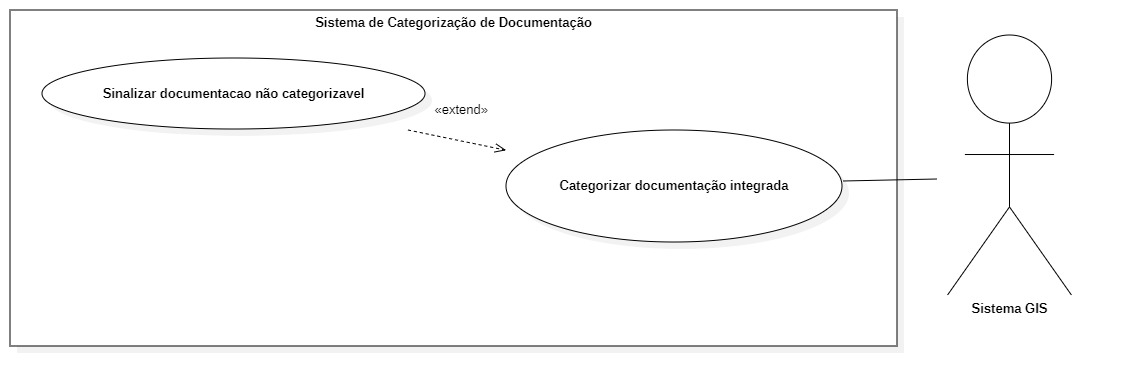 Sistema de Categorização de Documentação
Sinalizar documentacao não categorizavel
«extend»
Categorizar documentação integrada
Sistema GIS